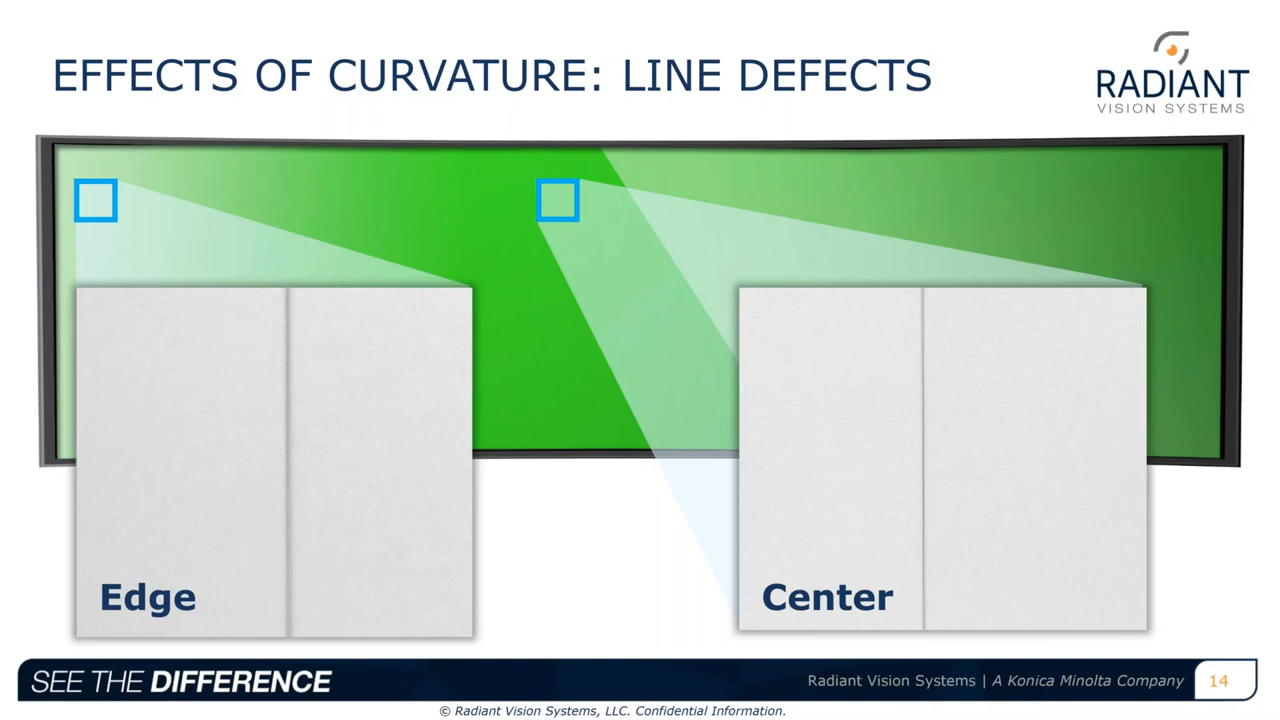 EFFECTS OF CURVATURE: LINE DEFECTS
RADIANT
VISION SYSTEMS
Edge
Center
SEE THE DIFFERENCE
Radiant Vision Systems | A Konica Minolta Company
14
© Radiant Vision Systems, LLC. Confidential Information.